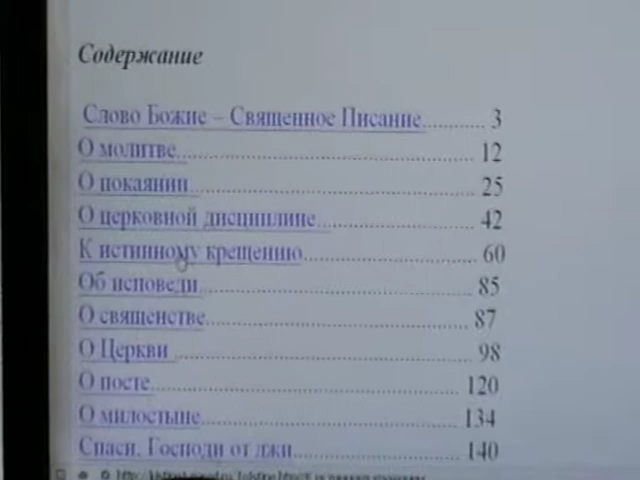 Содержание
Слово Божие – Священное Писание.......... 3
О молитве.......... 12
О покаянии.......... 25
О церковной дисциплине.......... 42
К истинному крещению.......... 60
Об исповеди.......... 85
О священстве.......... 87
О Церкви.......... 98
О посте.......... 120
О милостыне.......... 134
Спаси, Господи от лжи.......... 140